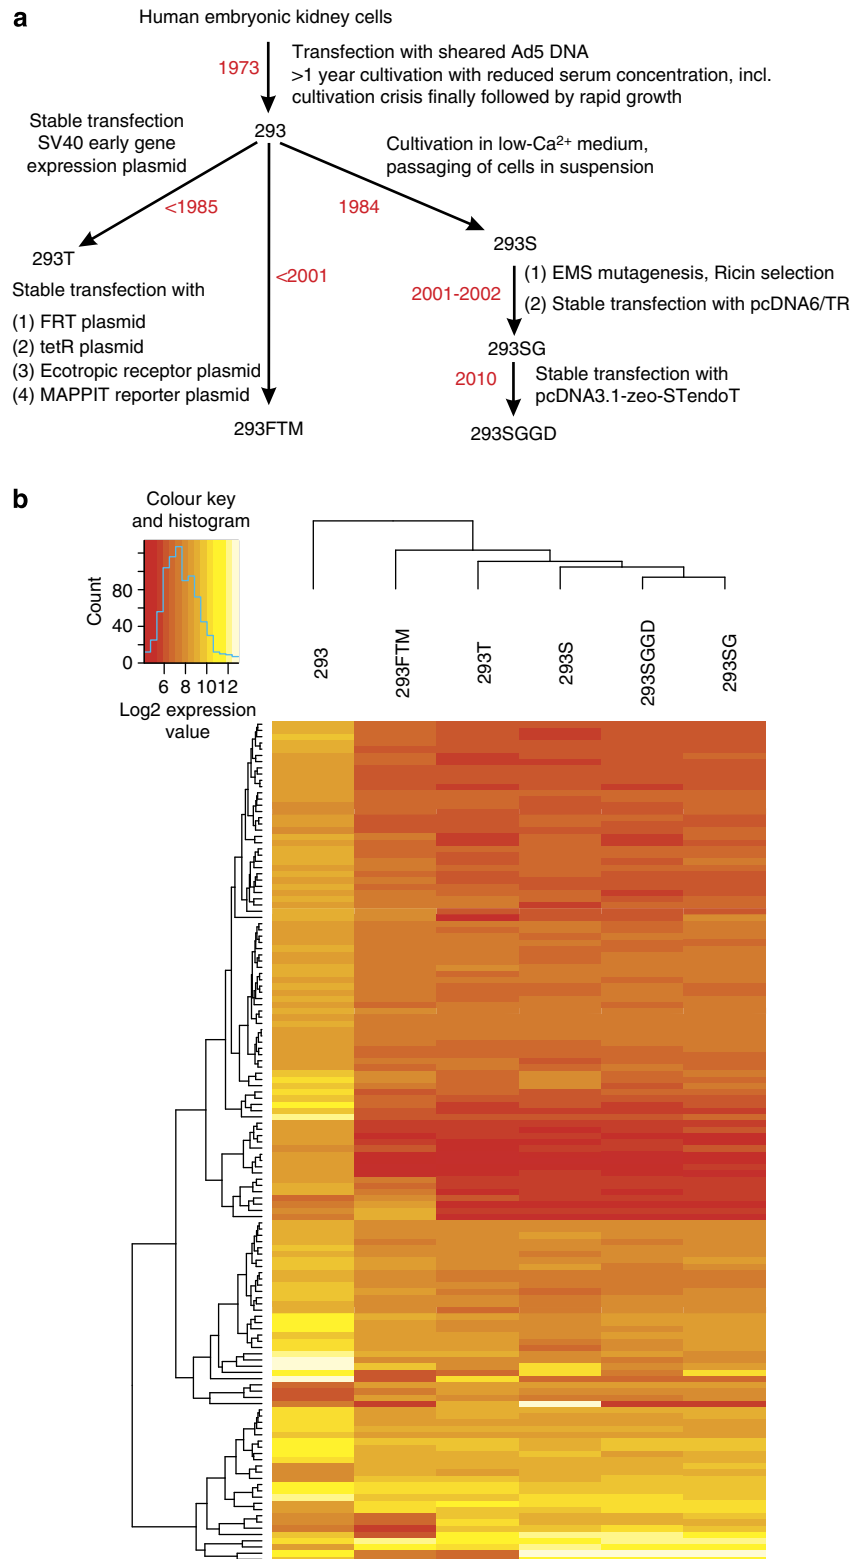 a
Human embryonic kidney cells
1973
Transfection with sheared Ad5 DNA
>1 year cultivation with reduced serum concentration, incl.
cultivation crisis finally followed by rapid growth
Stable transfection
SV40 early gene
expression plasmid
293
Cultivation in low-Ca2+ medium,
passaging of cells in suspension
<1985
1984
293T
293S
Stable transfection with
(1) FRT plasmid
(2) tetR plasmid
(3) Ecotropic receptor plasmid
(4) MAPPIT reporter plasmid
<2001
2001-2002
(1) EMS mutagenesis, Ricin selection
(2) Stable transfection with pcDNA6/TR
293SG
2010
Stable transfection with
pcDNA3.1-zeo-STendoT
293FTM
293SGGD
b
Colour key
and histogram
Count
80
40
0
6 8 10 12
Log2 expression
value
293
293FTM
293T
293S
293SGGD
293SG